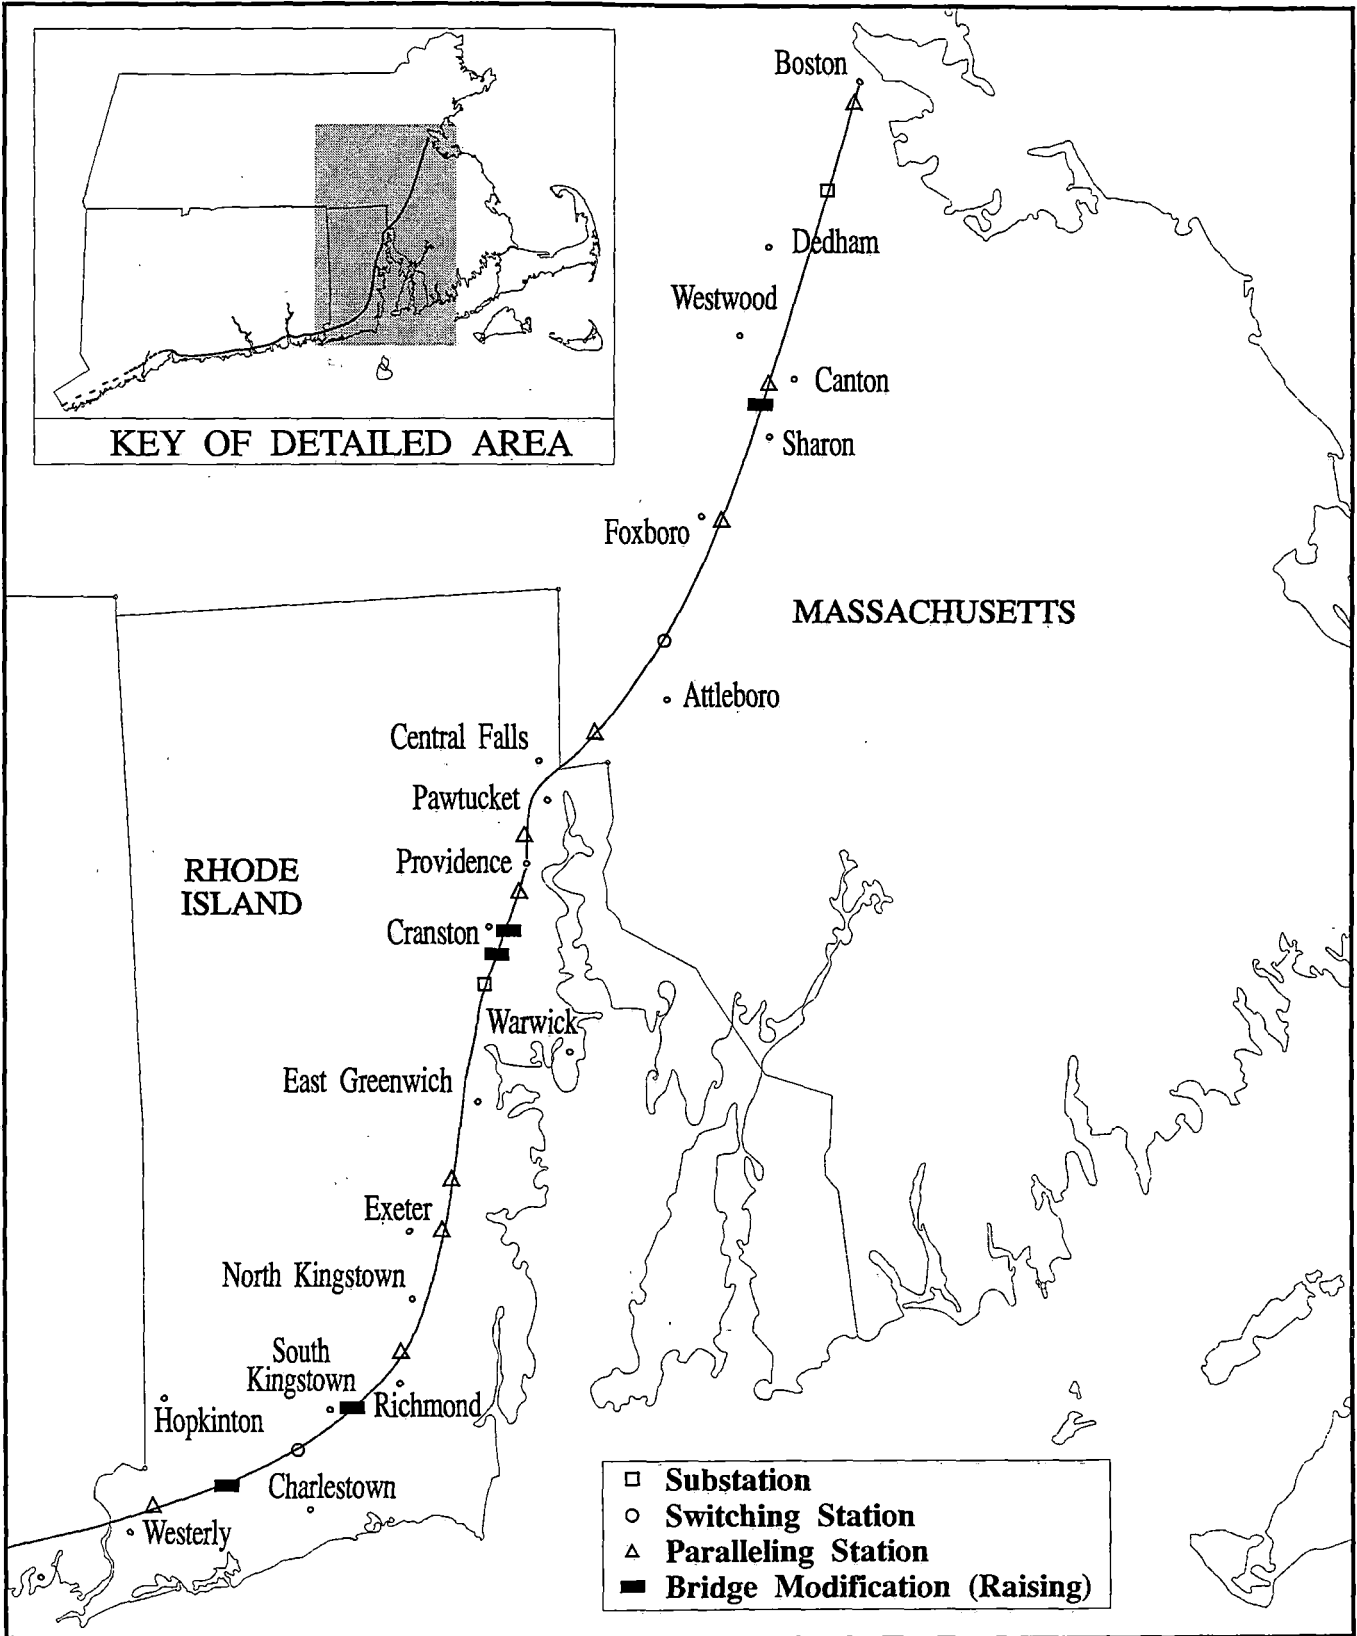 Boston
Dedham
Westwood
Canton
KEY OF DETAILED AREA
Sharon
Foxboro
MASSACHUSETTS
Attleboro
Central Falls
Pawtucket
Providence
RHODE
ISLAND
Cranston
Warwick
East Greenwich
Exeter
North Kingstown
South
Kingstown
Richmond
Hopkinton
Charlestown
Westerly
Substation
Switching Station
Paralleling Station
Bridge Modification (Raising)